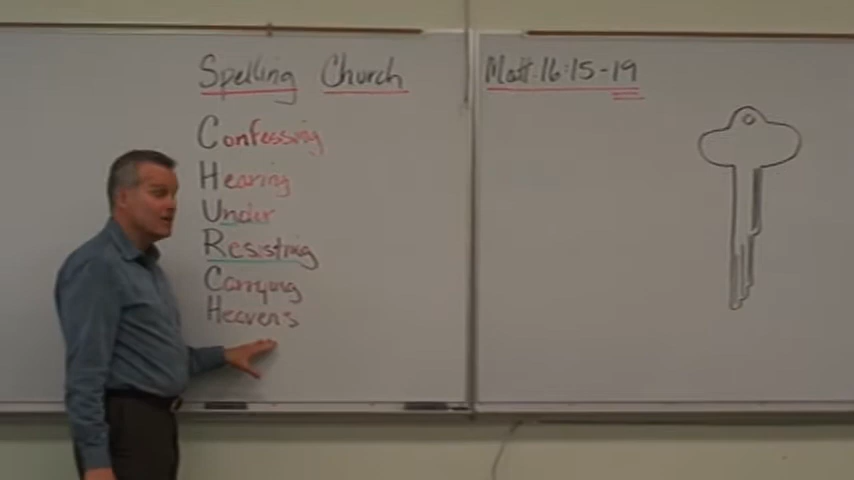 Spelling Church
Confessing
Hearing
Under
Resisting
Carrying
Heavens
Matt. 16:15-19